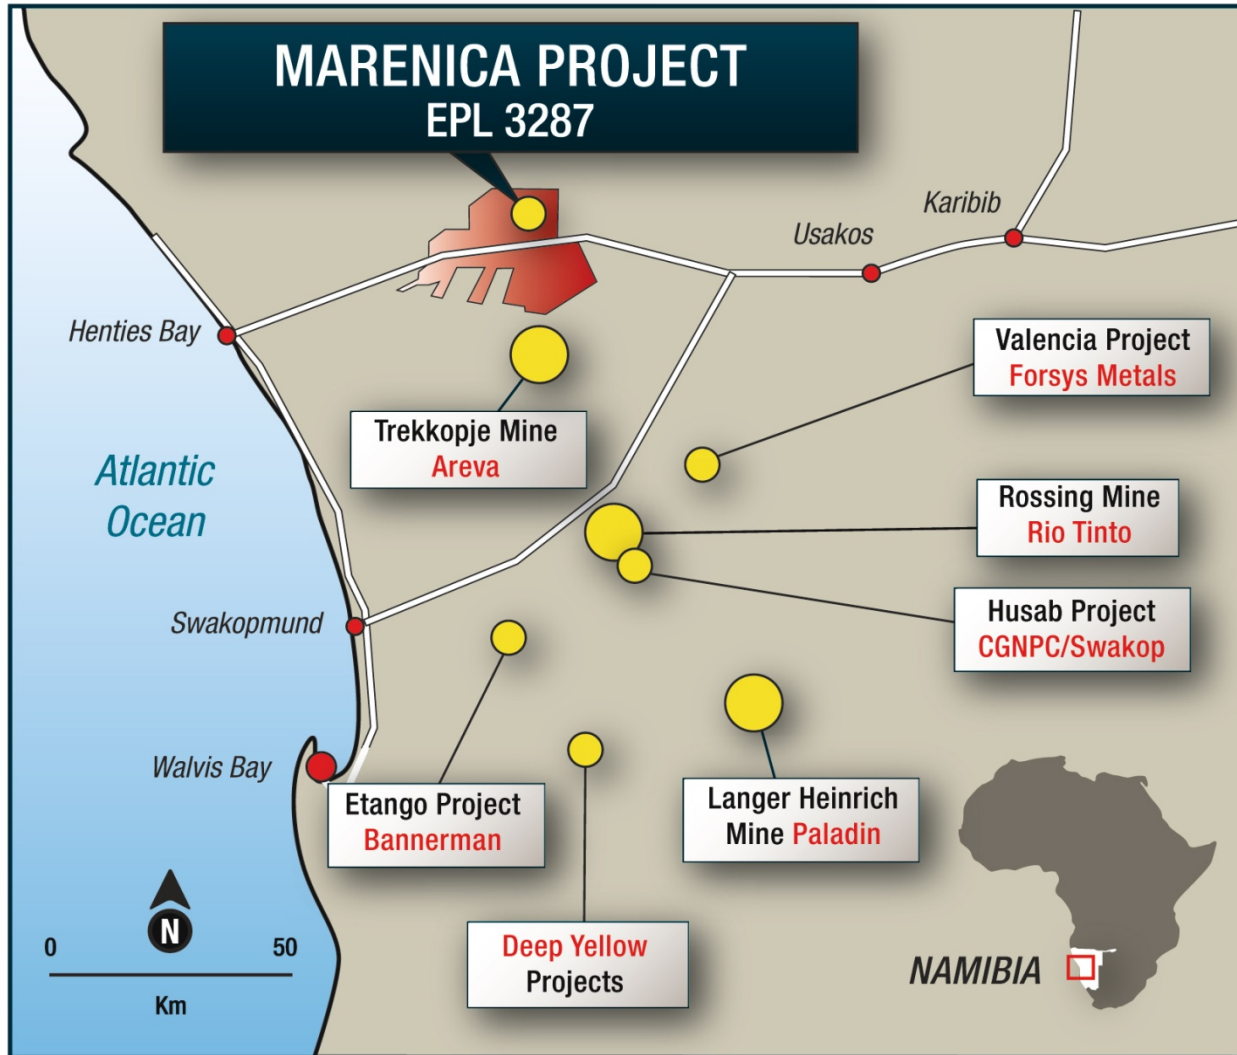 MARENICA PROJECT
EPL 3287
Karibib
Usakos
Henties Bay
Valencia Project
Forsys Metals
Trekkopje Mine
Areva
Atlantic
Ocean
Rossing Mine
Rio Tinto
Husab Project
CGNPC/Swakop
Swakopmund
Walvis Bay
Etango Project
Bannerman
Langer Heinrich
Mine Paladin
Deep Yellow
Projects
N
0 50
Km
NAMIBIA